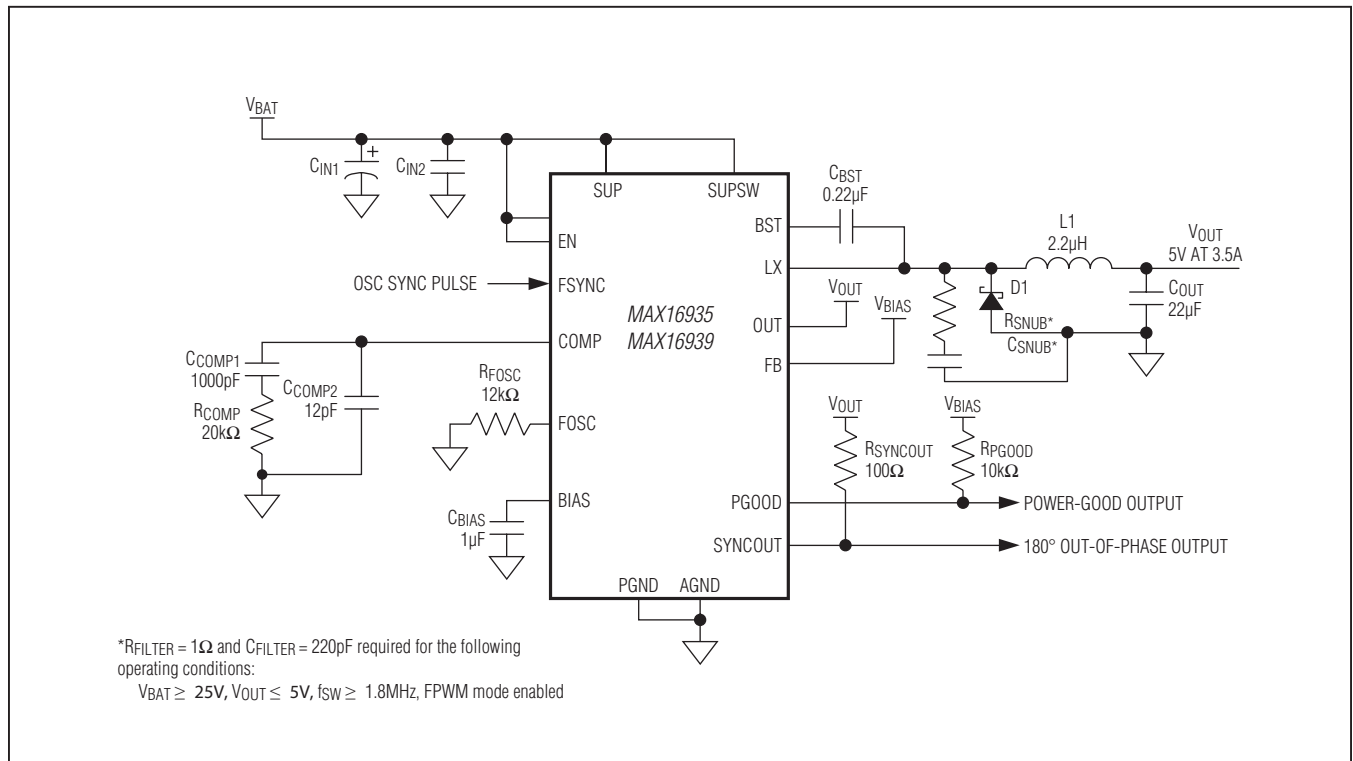 VBAT
CIN1
+
CIN2
SUP
SUPSW
CBST
0.22µF
BST
L1
2.2µH
VOUT
5V AT 3.5A
EN
LX
OSC SYNC PULSE
FSYNC
MAX16935
MAX16939
VOUT
OUT
VBIAS
FB
D1
RSNUB*
CSNUB*
COUT
22µF
COMP
CCOMP1
1000pF
CCOMP2
12pF
RCOMP
20kΩ
RFOSC
12kΩ
FOSC
VOUT
RSYNCOUT
100Ω
VBIAS
RPGOOD
10kΩ
BIAS
CBIAS
1µF
PGOOD
POWER-GOOD OUTPUT
SYNCOUT
180° OUT-OF-PHASE OUTPUT
PGND
AGND
*RFILTER = 1Ω and CFILTER = 220pF required for the following
operating conditions:
VBAT ≥ 25V, VOUT ≤ 5V, fSW ≥ 1.8MHz, FPWM mode enabled